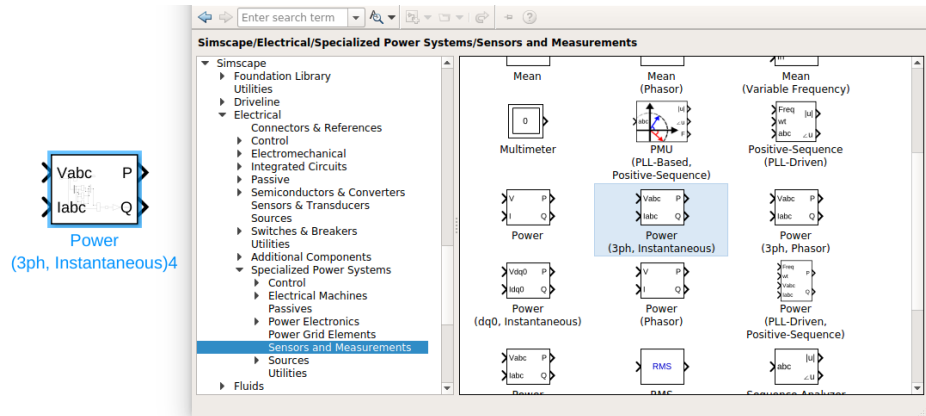 Vabc P
Iabc Q
Power
(3ph, Instantaneous)4
Enter search term
Simscape/Electrical/Specialized Power Systems/Sensors and Measurements
Simscape
Foundation Library
Utilities
Driveline
Electrical
Connectors & References
Control
Electromechanical
Integrated Circuits
Passive
Semiconductors & Converters
Sensors & Transducers
Sources
Switches & Breakers
Utilities
Additional Components
Specialized Power Systems
Control
Electrical Machines
Passives
Power Electronics
Power Grid Elements
Sensors and Measurements
Sources
Utilities
Fluids
Mean
Mean
(Phasor)
Mean
(Variable Frequency)
0
Multimeter
abc |u|
∠u
F
PMU
(PLL-Based,
Positive-Sequence)
Freq |u|
wt
abc ∠u
Positive-Sequence
(PLL-Driven)
V P
I Q
Power
Vabc P
Iabc Q
Power
(3ph, Instantaneous)
Vabc P
Iabc Q
Power
(3ph, Phasor)
Vdq0 P
Idq0 Q
Power
(dq0, Instantaneous)
V P
I Q
Power
(Phasor)
Freq
wt P
Vabc
Iabc Q
Power
(PLL-Driven,
Positive-Sequence)
Vabc P
Iabc Q
Power
RMS
RMS
abc |u|
∠u
Sequence Analyzer